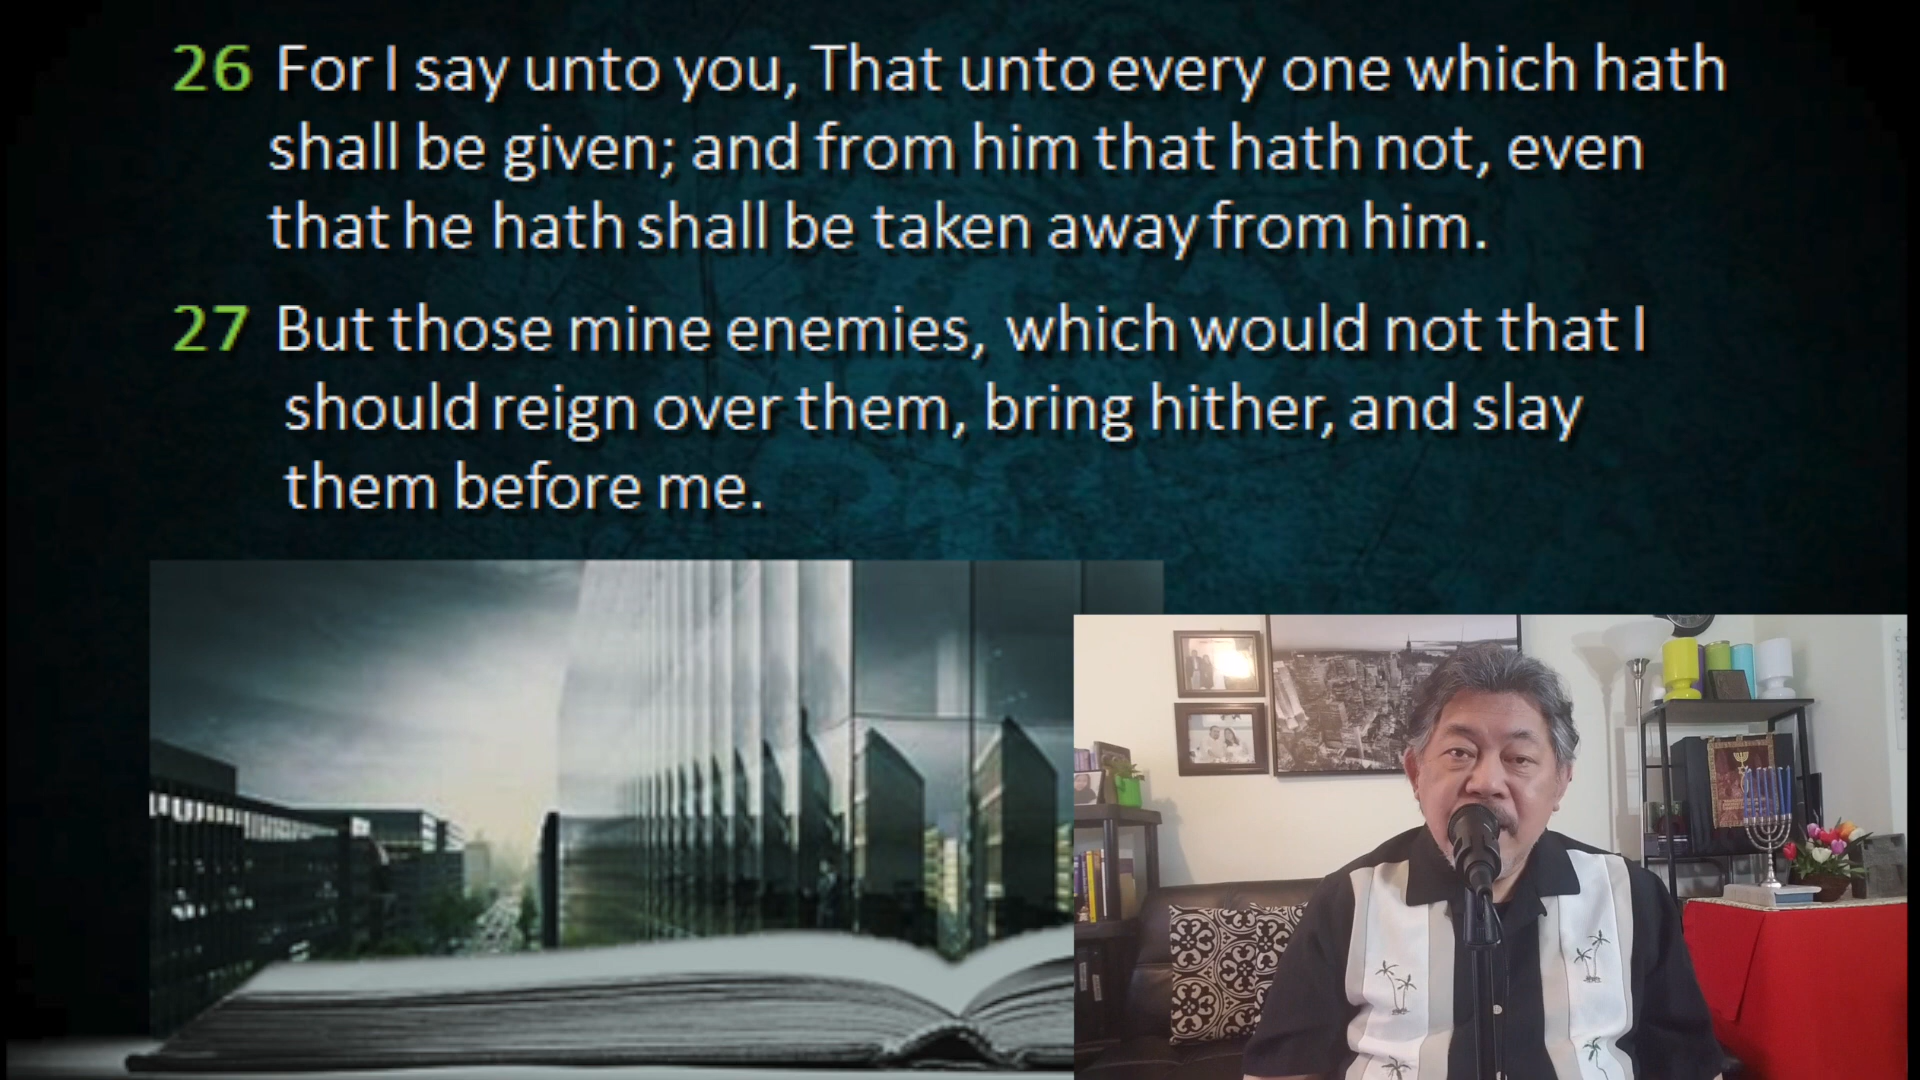 26 For I say unto you, That unto every one which hath
shall be given; and from him that hath not, even
that he hath shall be taken away from him.
27 But those mine enemies, which would not that I
should reign over them, bring hither, and slay
them before me.